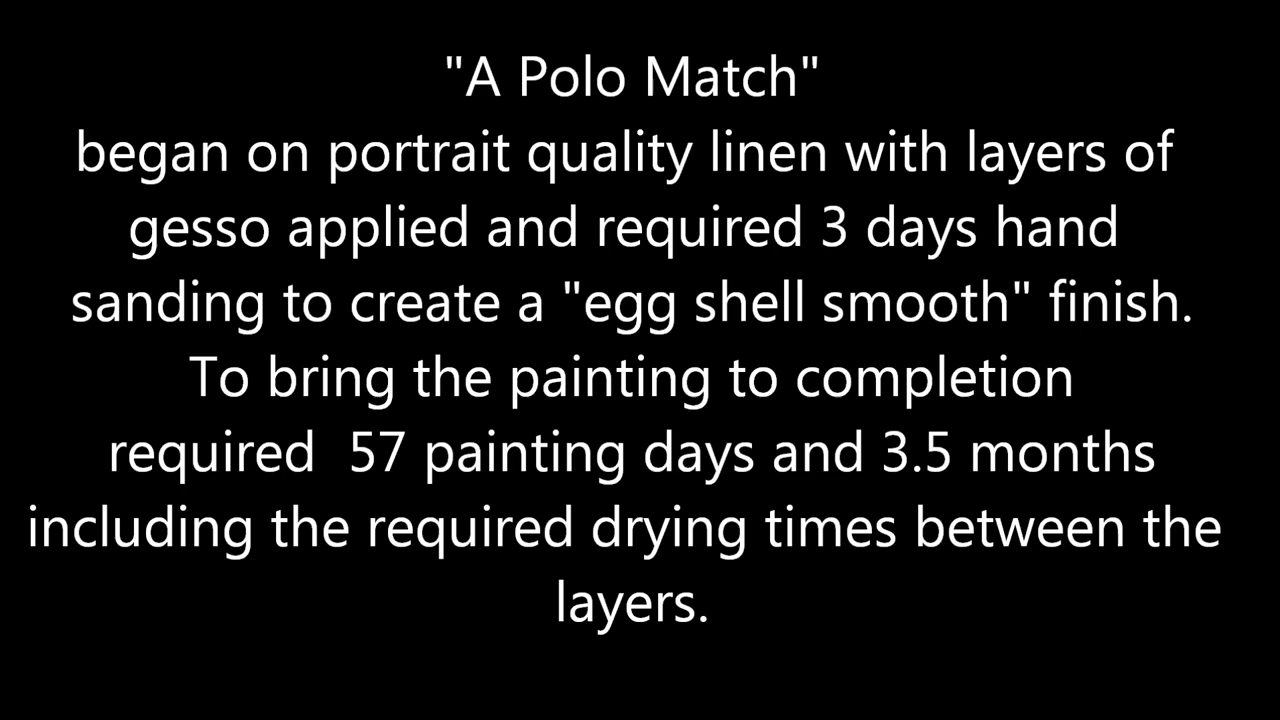 "A Polo Match"
began on portrait quality linen with layers of
gesso applied and required 3 days hand
sanding to create a "egg shell smooth" finish.
To bring the painting to completion
required  57 painting days and 3.5 months
including the required drying times between the
layers.